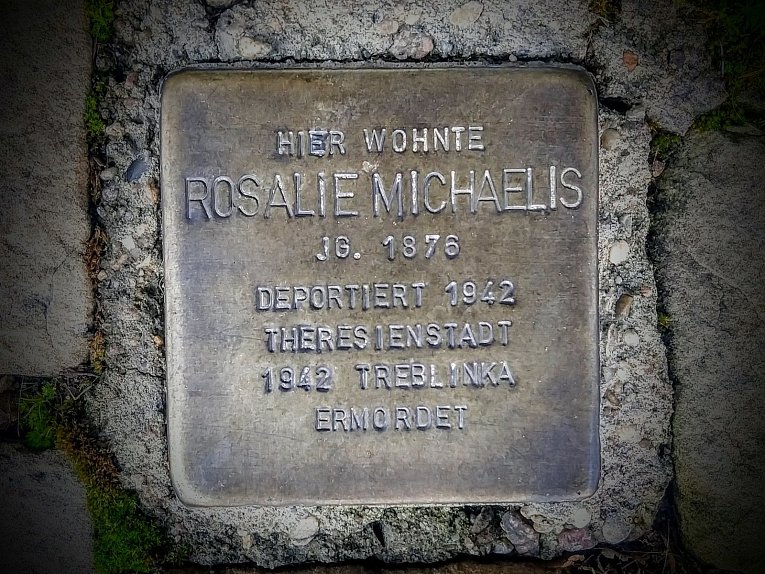 HIER WOHNTE
ROSALIE MICHAELIS
JG. 1876
DEPORTIERT 1942
THERESIENSTADT
1942 TREBLINKA
ERMORDET